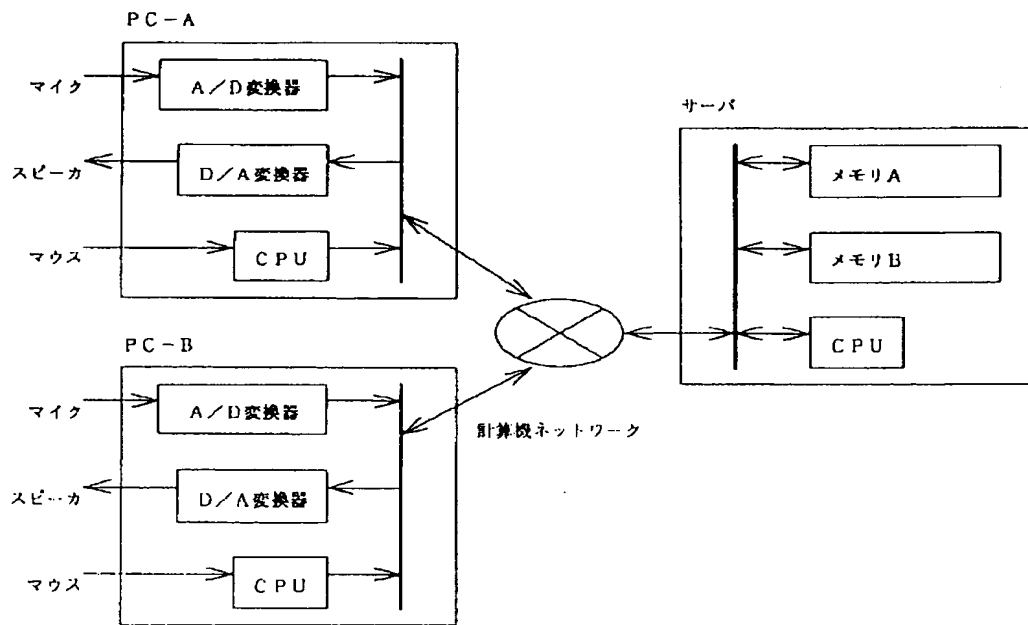 PC-A
マイク
A/D変換器
スピーカ
D/A変換器
マウス
CPU
サーバ
メモリA
メモリB
CPU
PC-B
マイク
A/D変換器
計算機ネットワーク
スピーカ
D/A変換器
マウス
CPU